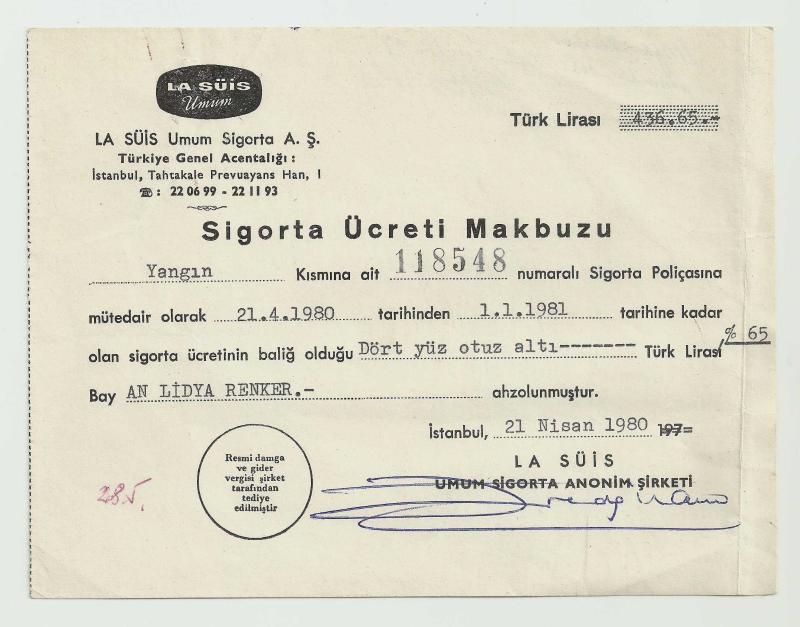 LA SÜİS
Umum
LA SÜİS Umum Sigorta A. Ş.
Türkiye Genel Acentalığı :
İstanbul, Tahtakale Prevuayans Han, 1
☎ : 22 06 99 - 22 11 93
Türk Lirası 436.65.-
Sigorta Ücreti Makbuzu
Yangın Kısmına ait 118548 numaralı Sigorta Poliçasına
mütedair olarak 21.4.1980 tarihinden 1.1.1981 tarihine kadar
olan sigorta ücretinin baliğ olduğu Dört yüz otuz altı------- Türk Lirası % 65
Bay AN LİDYA RENKER.- ahzolunmuştur.
İstanbul, 21 Nisan 1980 197=
LA SÜİS
UMUM SİGORTA ANONİM ŞİRKETİ
Resmi damga
ve gider
vergisi şirket
tarafından
tediye
edilmiştir